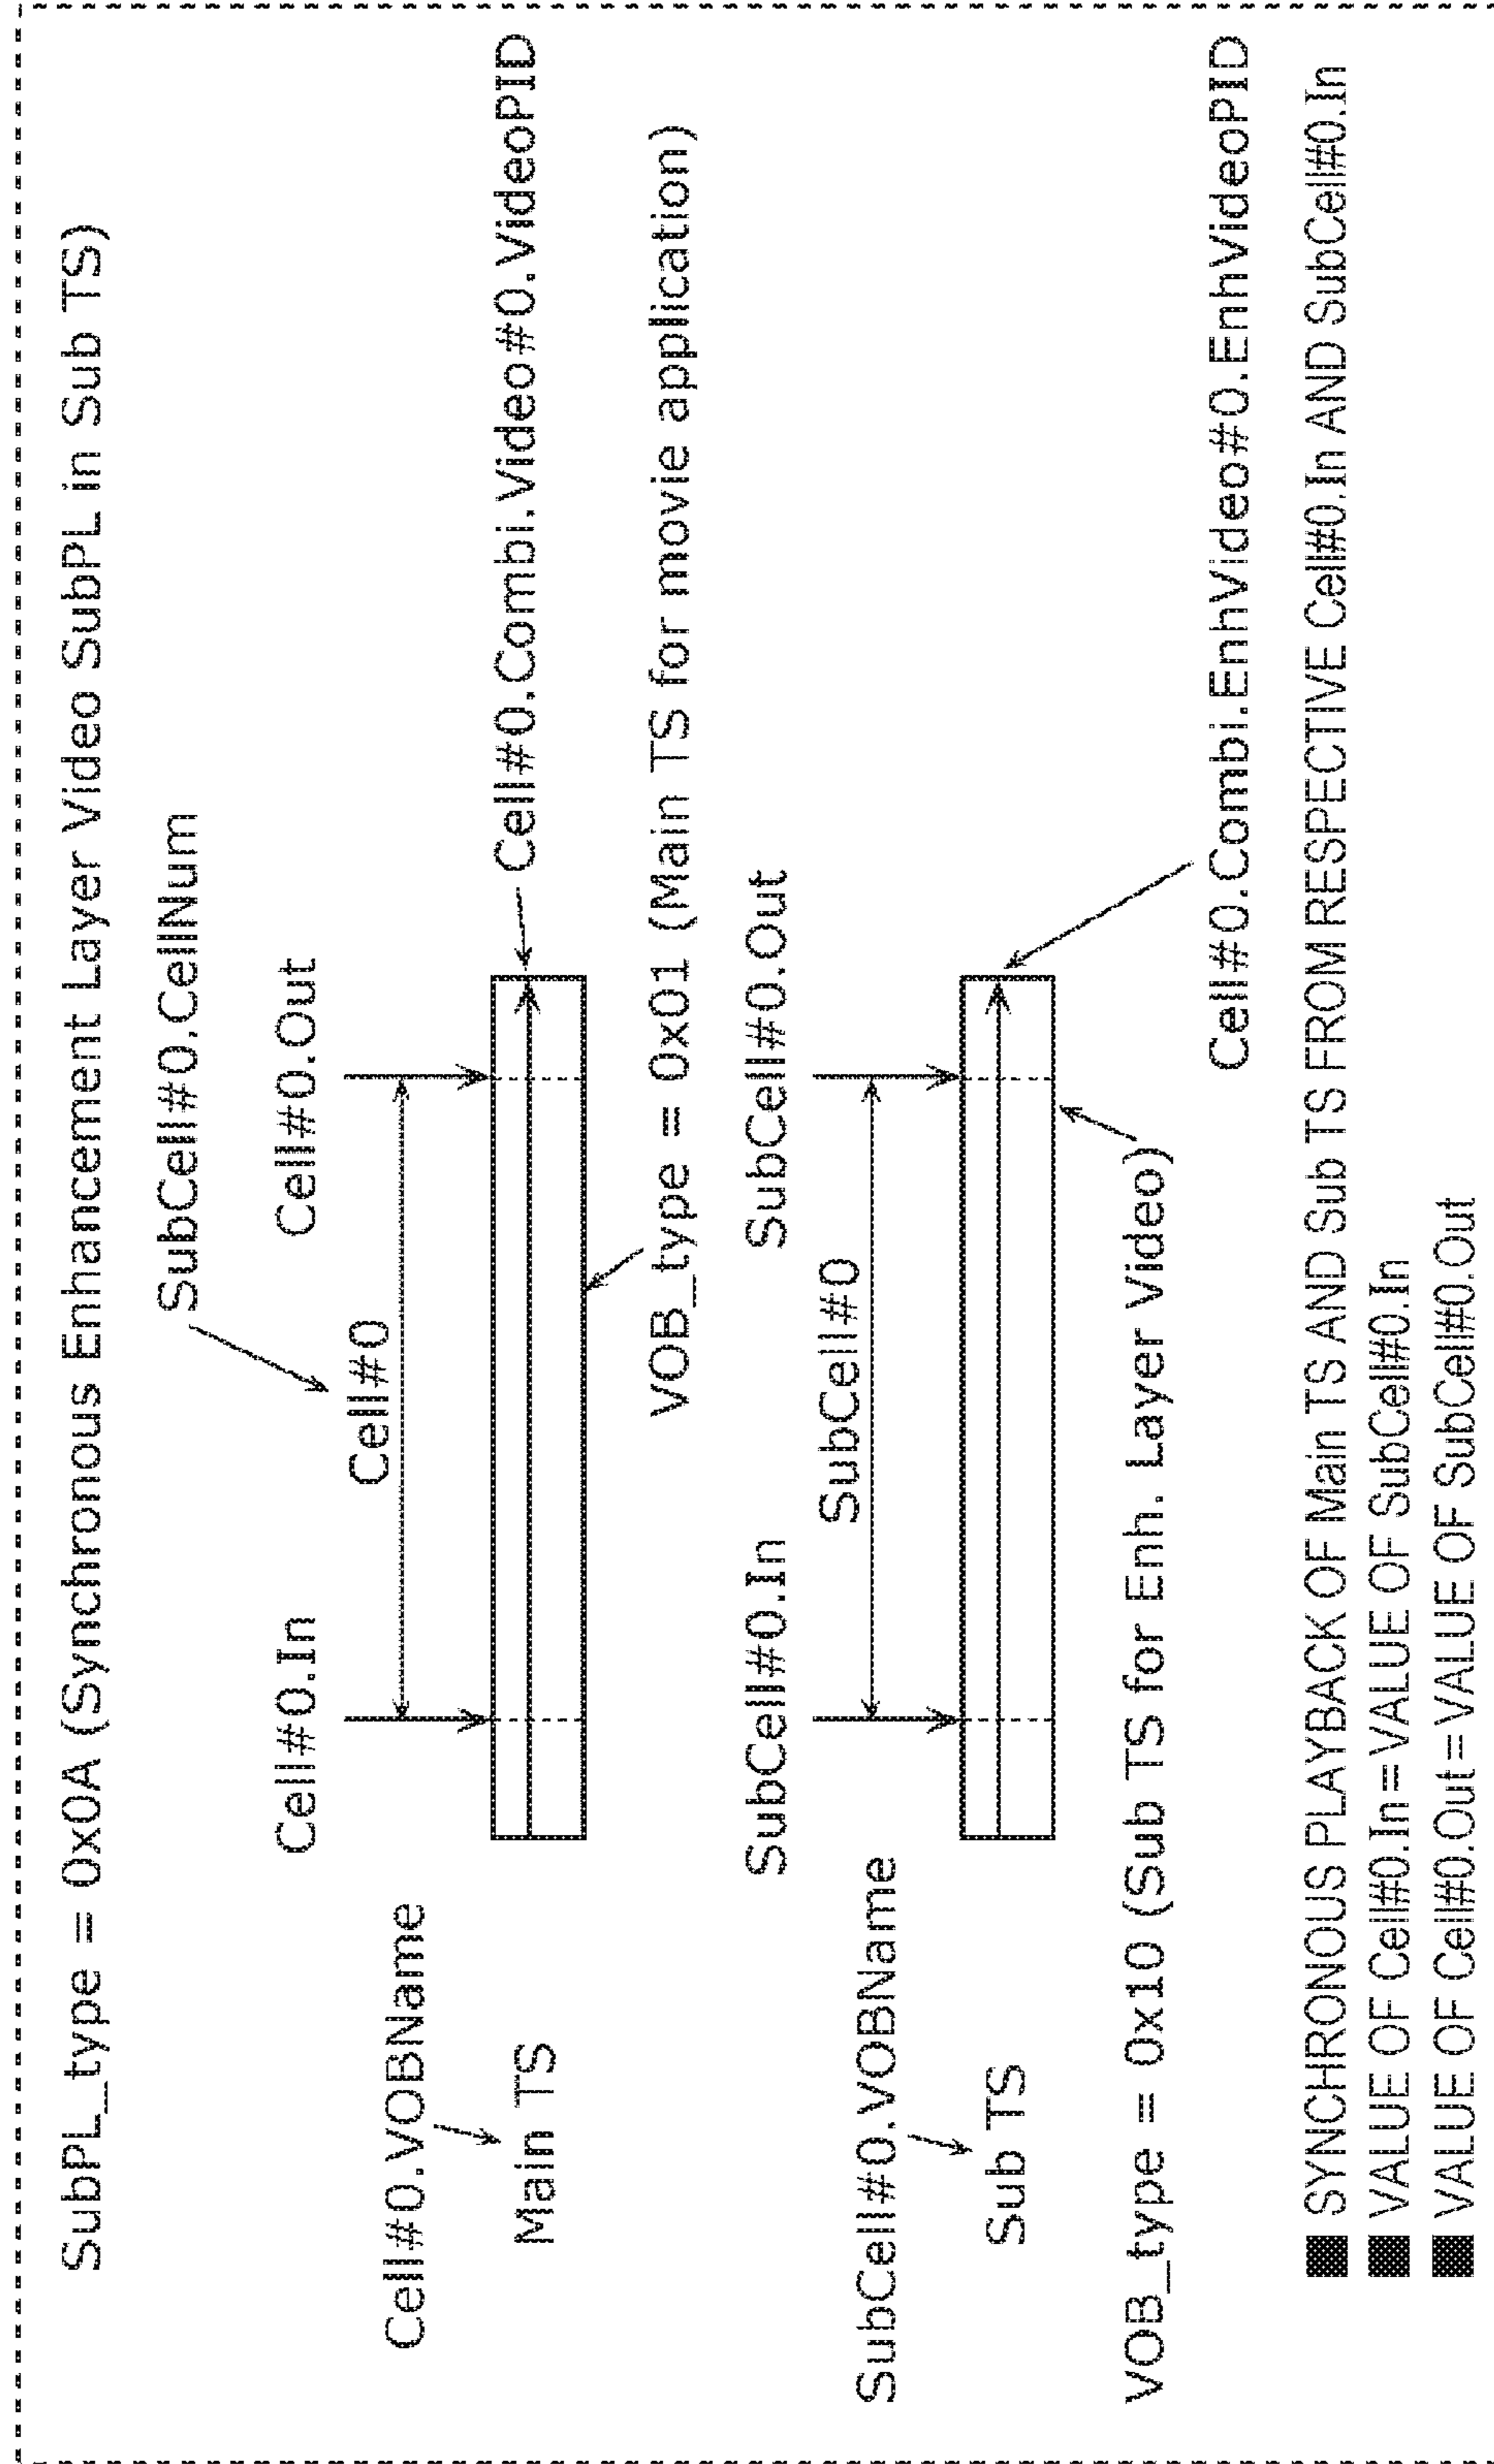 SubPL_type = 0x0A (Synchronous Enhancement Layer Video SubPL in Sub TS)
SubCell#0.CellNum
Cell#0.In
Cell#0.Out
Cell#0.VOBName
Cell#0
Main TS
Cell#0.Combi.Video#0.VideoPID
VOB_type = 0x01 (Main TS for movie application)
SubCell#0.In
SubCell#0.Out
SubCell#0.VOBName
SubCell#0
Sub TS
VOB_type = 0x10 (Sub TS for Enh. Layer Video)
Cell#0.Combi.EnhVideo#0.EnhVideoPID
SYNCHRONOUS PLAYBACK OF Main TS AND Sub TS FROM RESPECTIVE Cell#0.In AND SubCell#0.In
VALUE OF Cell#0.In=VALUE OF SubCell#0.In
VALUE OF Cell#0.Out=VALUE OF SubCell#0.Out